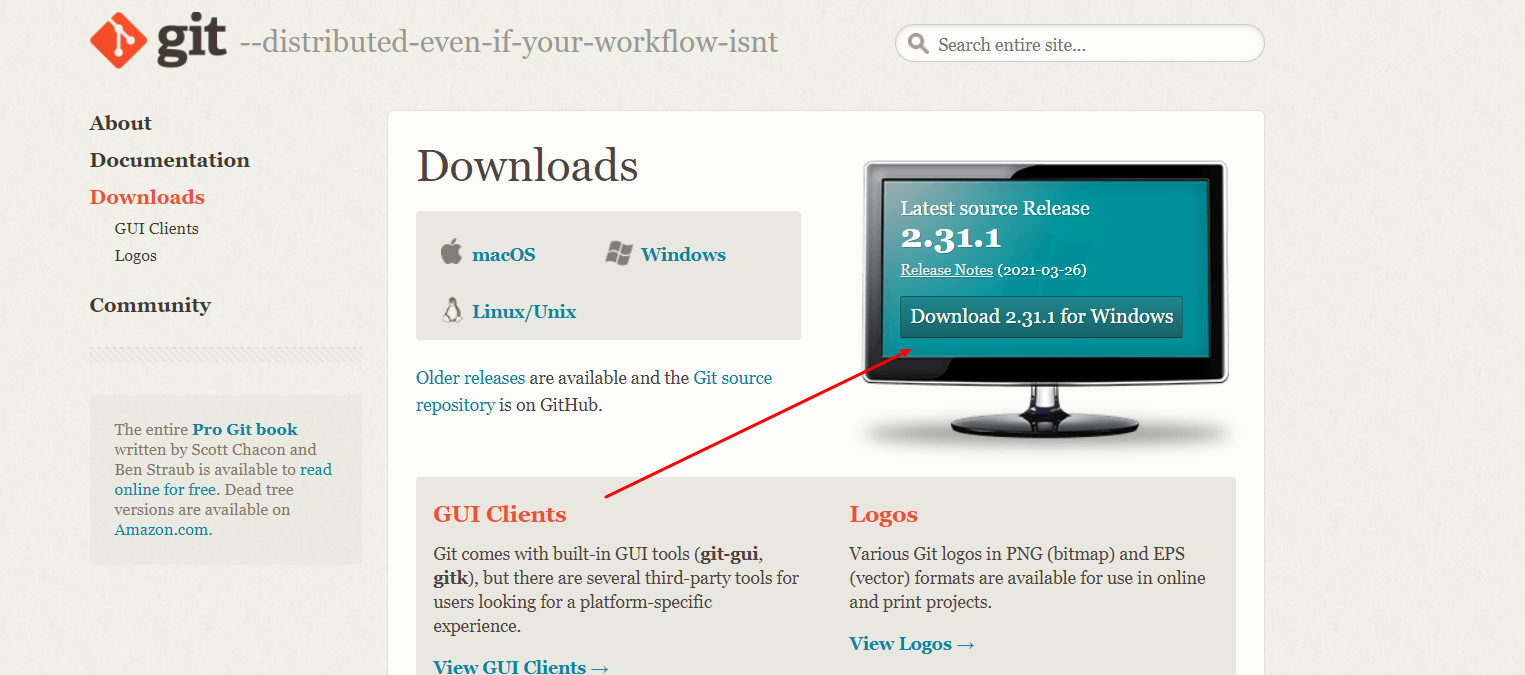 git --distributed-even-if-your-workflow-isnt
Search entire site...
About
Documentation
Downloads
GUI Clients
Logos
Community
The entire Pro Git book
written by Scott Chacon and
Ben Straub is available to read
online for free. Dead tree
versions are available on
Amazon.com.
Downloads
macOS
Windows
Linux/Unix
Older releases are available and the Git source
repository is on GitHub.
Latest source Release
2.31.1
Release Notes (2021-03-26)
Download 2.31.1 for Windows
GUI Clients
Git comes with built-in GUI tools (git-gui,
gitk), but there are several third-party tools for
users looking for a platform-specific
experience.
View GUI Clients →
Logos
Various Git logos in PNG (bitmap) and EPS
(vector) formats are available for use in online
and print projects.
View Logos →